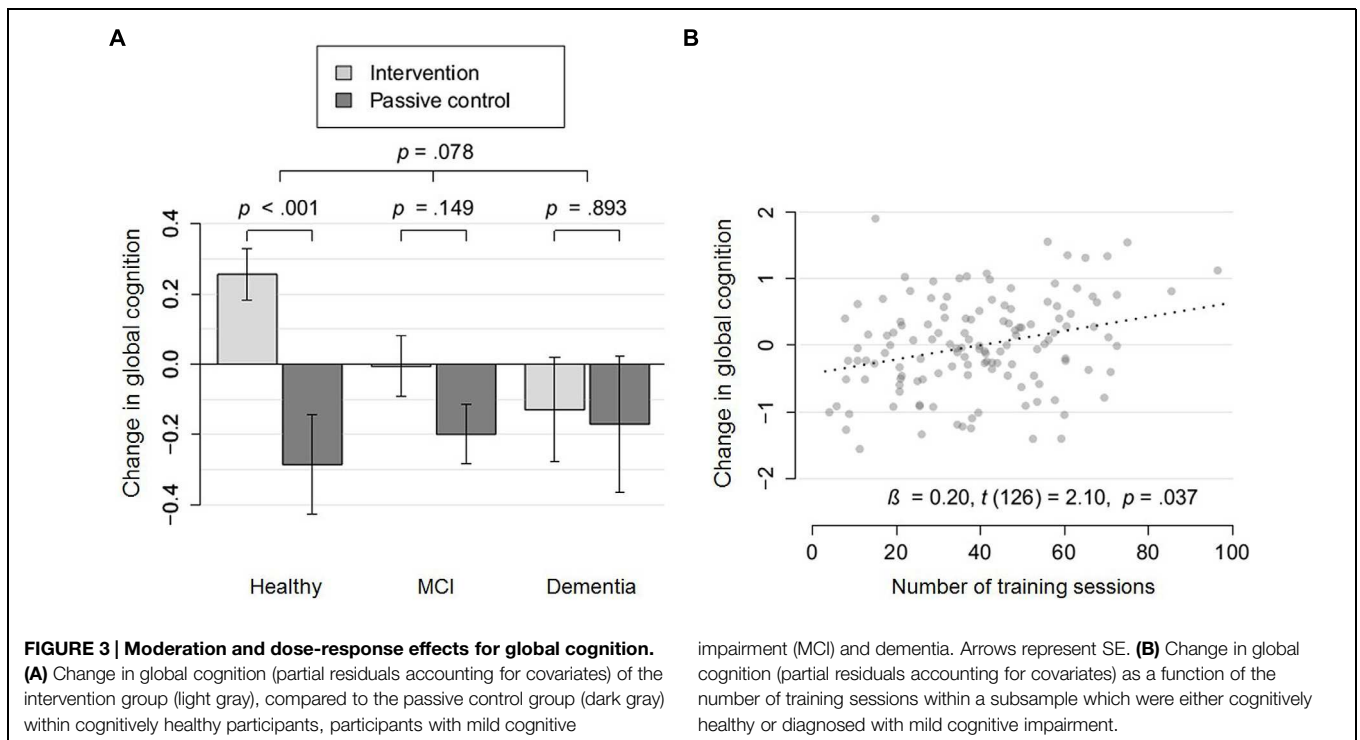 A
Intervention
Passive control
p = .078
p < .001
p = .149
p = .893
Change in global cognition
0.4
0.2
0.0
−0.2
−0.4
Healthy
MCI
Dementia
B
Change in global cognition
2
1
0
−1
−2
ß = 0.20, t (126) = 2.10, p = .037
0
20
40
60
80
100
Number of training sessions
FIGURE 3 | Moderation and dose-response effects for global cognition.
(A) Change in global cognition (partial residuals accounting for covariates) of the
intervention group (light gray), compared to the passive control group (dark gray)
within cognitively healthy participants, participants with mild cognitive
impairment (MCI) and dementia. Arrows represent SE. (B) Change in global
cognition (partial residuals accounting for covariates) as a function of the
number of training sessions within a subsample which were either cognitively
healthy or diagnosed with mild cognitive impairment.